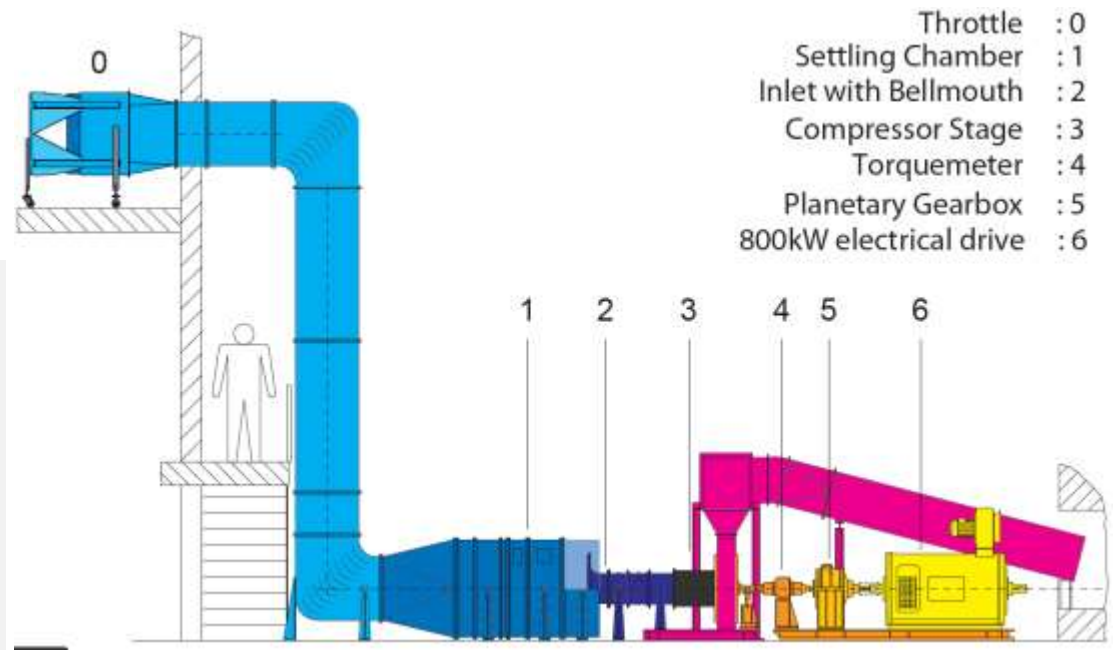 Throttle : 0
Settling Chamber : 1
Inlet with Bellmouth : 2
Compressor Stage : 3
Torquemeter : 4
Planetary Gearbox : 5
800kW electrical drive : 6
0
1 2 3 4 5 6